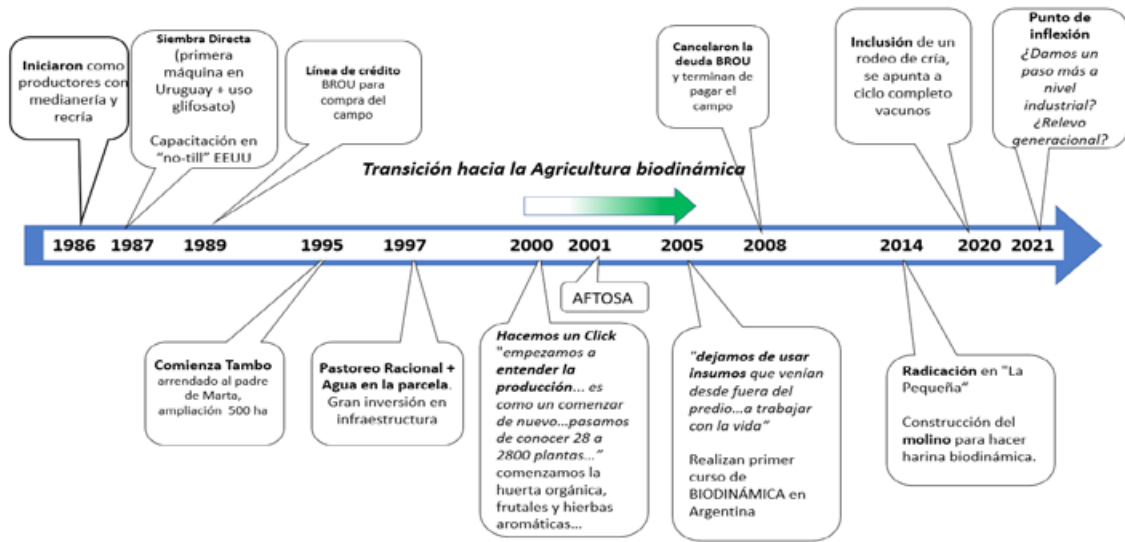 Iniciaron como
productores con
medianería y
recría
Siembra Directa
(primera
máquina en
Uruguay + uso
glifosato)
Capacitación en
"no-till" EEUU
Línea de crédito
BROU para
compra del
campo
Cancelaron la
deuda BROU
y terminan de
pagar el
campo
Inclusión de un
rodeo de cría,
se apunta a
ciclo completo
vacunos
Punto de
inflexión
¿Damos un
paso más a
nivel
industrial?
¿Relevo
generacional?
Transición hacia la Agricultura biodinámica
1986 1987 1989 1995 1997 2000 2001 2005 2008 2014 2020 2021
AFTOSA
Comienza Tambo
arrendado al padre
de Marta,
ampliación 500 ha
Pastoreo Racional +
Agua en la parcela.
Gran inversión en
infraestructura
Hacemos un Click
"empezamos a
entender la
producción... es
como un comenzar
de nuevo...pasamos
de conocer 28 a
2800 plantas..."
comenzamos la
huerta orgánica,
frutales y hierbas
aromáticas...
"dejamos de usar
insumos que venían
desde fuera del
predio...a trabajar
con la vida"
Realizan primer
curso de
BIODINÁMICA en
Argentina
Radicación en "La
Pequeña"
Construcción del
molino para hacer
harina biodinámica.